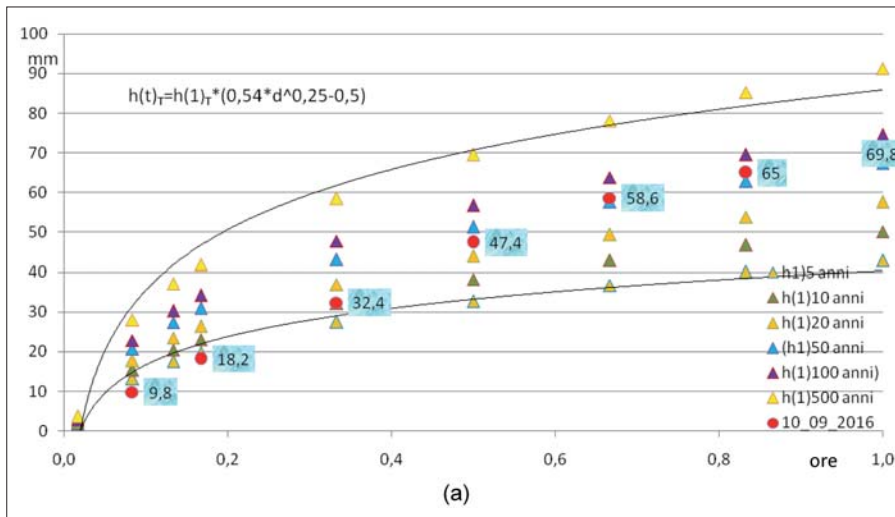 100
mm
90
80
70
60
50
40
30
20
10
0
h(t)T=h(1)T*(0,54*d^0,25-0,5)
9,8
18,2
32,4
47,4
58,6
65
69,8
h1)5 anni
h(1)10 anni
h(1)20 anni
(h1)50 anni
h(1)100 anni)
h(1)500 anni
10_09_2016
0,0
0,2
0,4
0,6
0,8
ore
1,0
(a)